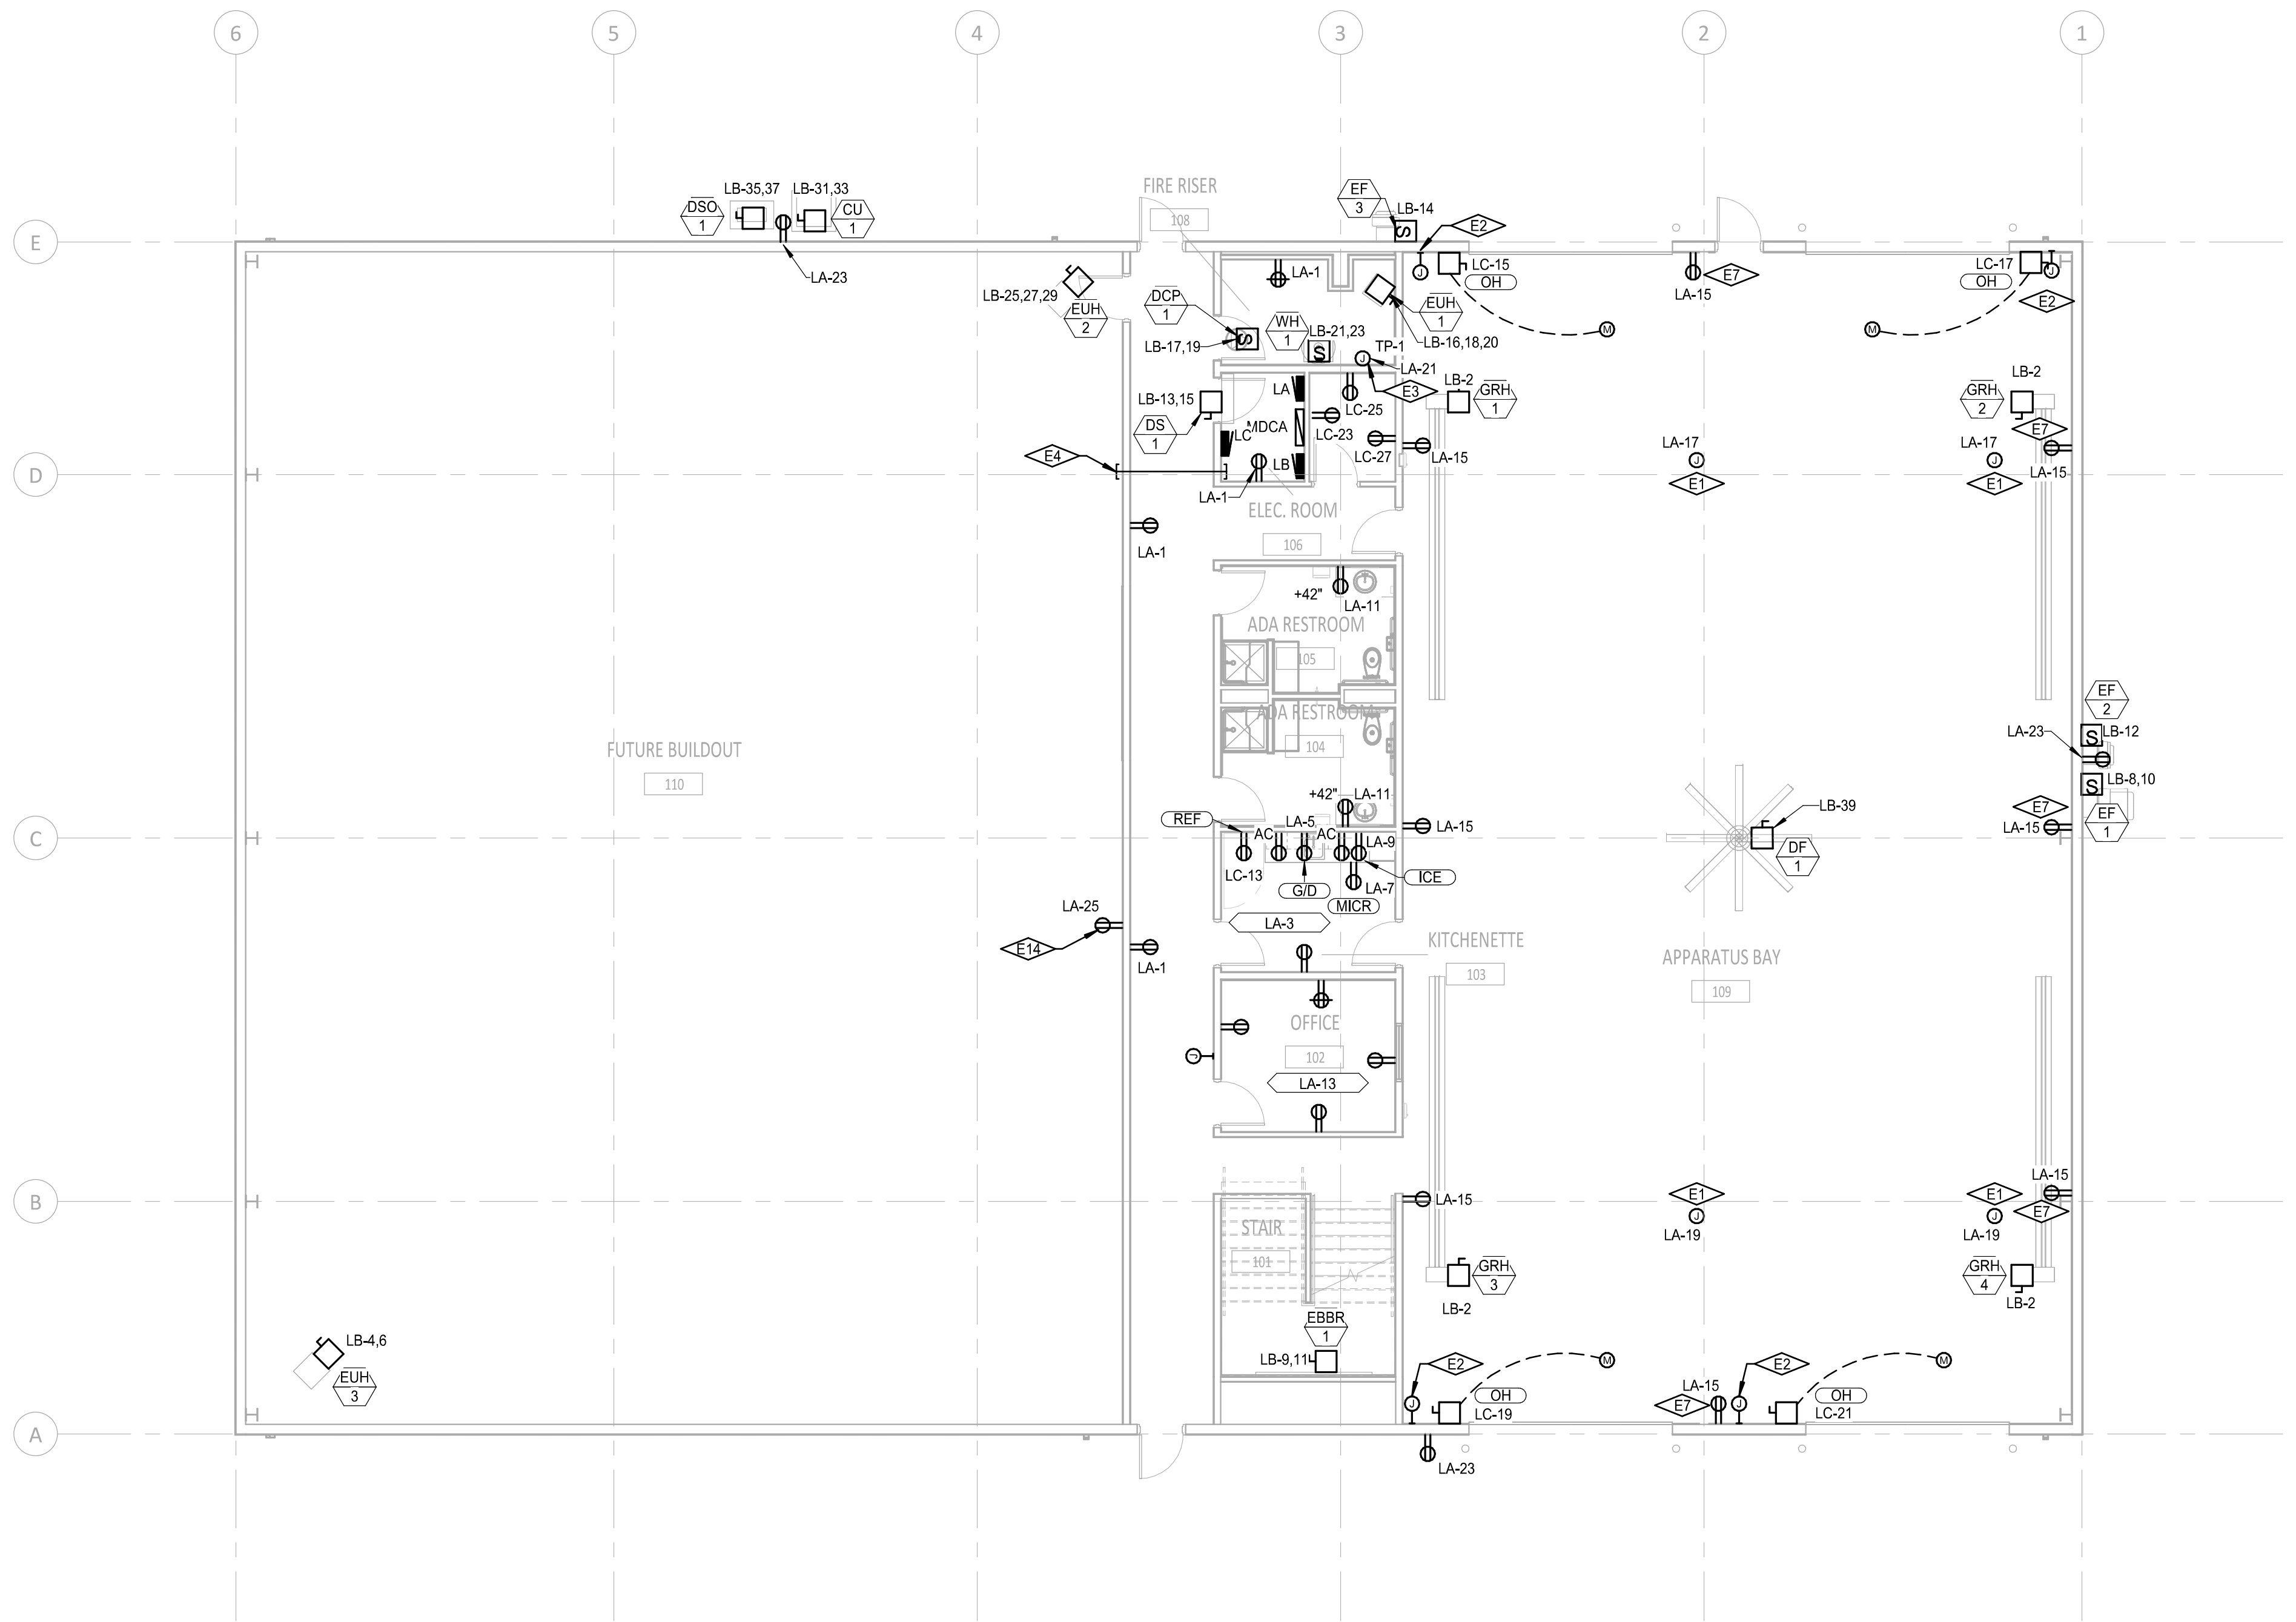 6
5
4
3
2
1
E
D
C
B
A
FIRE RISER
108
LB-35,37
LB-31,33
DSO
1
CU
1
LA-23
EF
3
LB-14
S
E2
J
LC-15
OH
M
E7
LA-15
LC-17
OH
J
E2
M
LB-25,27,29
EUH
2
LA-1
DCP
1
S
LB-17,19
WH
1
LB-21,23
S
EUH
1
LB-16,18,20
TP-1
J
LA-21
E3
LB-2
GRH
1
LB-2
GRH
2
E7
LA-15
LB-13,15
DS
1
LA
LC
MDCA
LB
LC-25
LC-23
LC-27
LA-15
LA-17
J
E1
LA-17
J
E1
E4
LA-1
ELEC. ROOM
106
LA-1
+42"
LA-11
ADA RESTROOM
105
ADA RESTROOM
104
FUTURE BUILDOUT
110
EF
2
LA-23
S
LB-12
S
LB-8,10
E7
LA-15
EF
1
+42"
LA-11
REF
AC
LA-5
AC
LA-9
LA-15
LB-39
DF
1
LC-13
G/D
LA-7
ICE
MICR
LA-3
LA-25
E14
LA-1
KITCHENETTE
103
APPARATUS BAY
109
OFFICE
102
J
LA-13
LA-15
E1
J
LA-19
E1
J
LA-19
LA-15
E7
STAIR
101
GRH
3
LB-2
GRH
4
LB-2
EBBR
1
LB-9,11
LB-4,6
EUH
3
E2
J
OH
LC-19
M
LA-15
E7
E2
J
OH
LC-21
M
LA-23